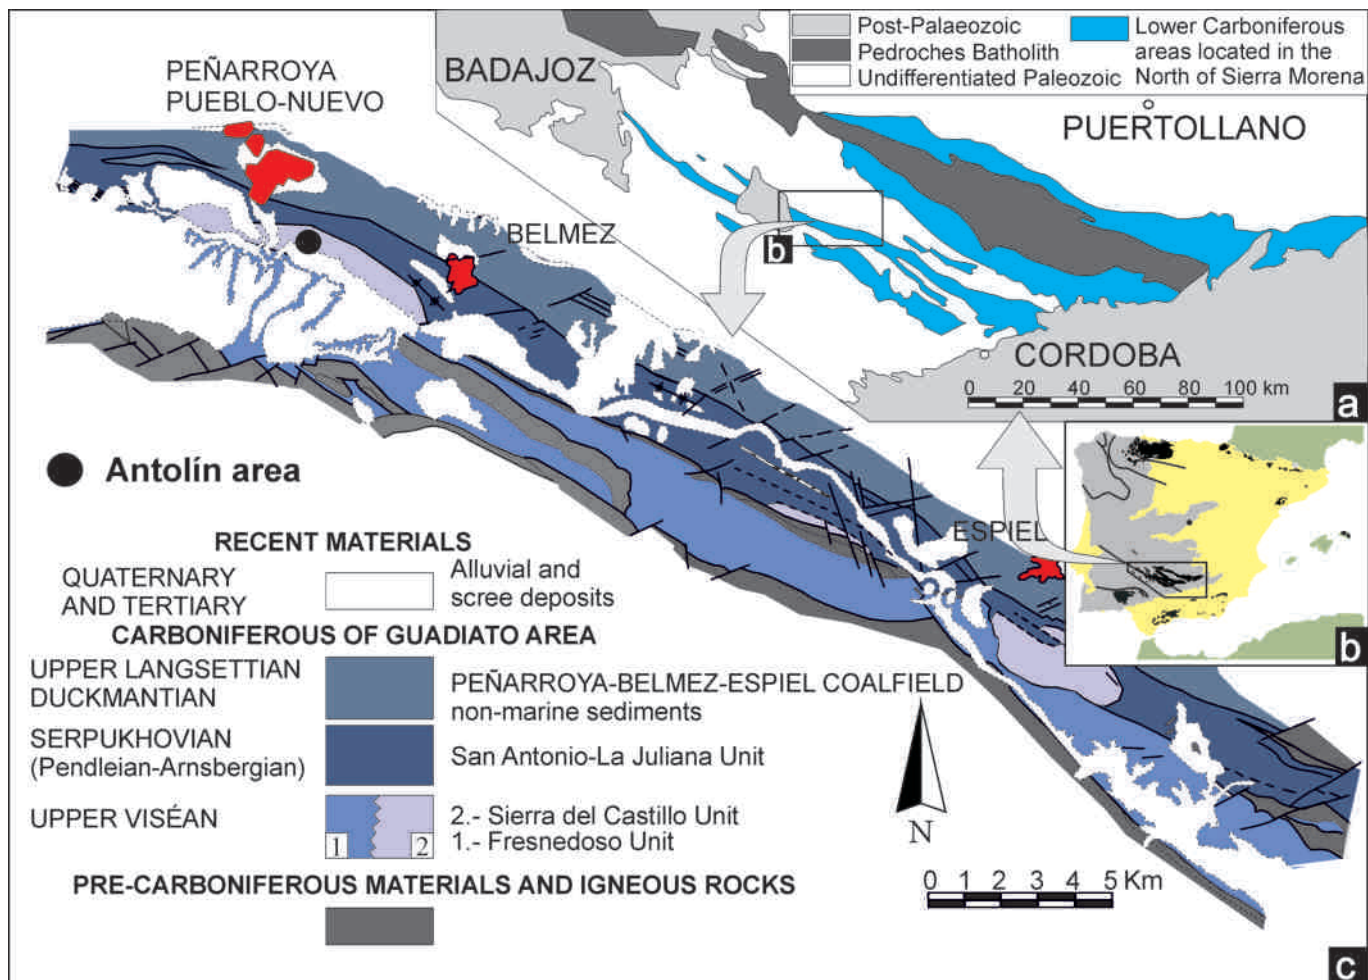 Post-Palaeozoic
Pedroches Batholith
Undifferentiated Paleozoic
Lower Carboniferous
areas located in the
North of Sierra Morena
BADAJOZ
PUERTOLLANO
CORDOBA
b
0 20 40 60 80 100 km
a
PEÑARROYA
PUEBLO-NUEVO
BELMEZ
ESPIEL
b
Antolín area
RECENT MATERIALS
QUATERNARY
AND TERTIARY
Alluvial and
scree deposits
CARBONIFEROUS OF GUADIATO AREA
UPPER LANGSETTIAN
DUCKMANTIAN
PEÑARROYA-BELMEZ-ESPIEL COALFIELD
non-marine sediments
SERPUKHOVIAN
(Pendleian-Arnsbergian)
San Antonio-La Juliana Unit
UPPER VISÉAN
1 2
2.- Sierra del Castillo Unit
1.- Fresnedoso Unit
PRE-CARBONIFEROUS MATERIALS AND IGNEOUS ROCKS
N
0 1 2 3 4 5 Km
c